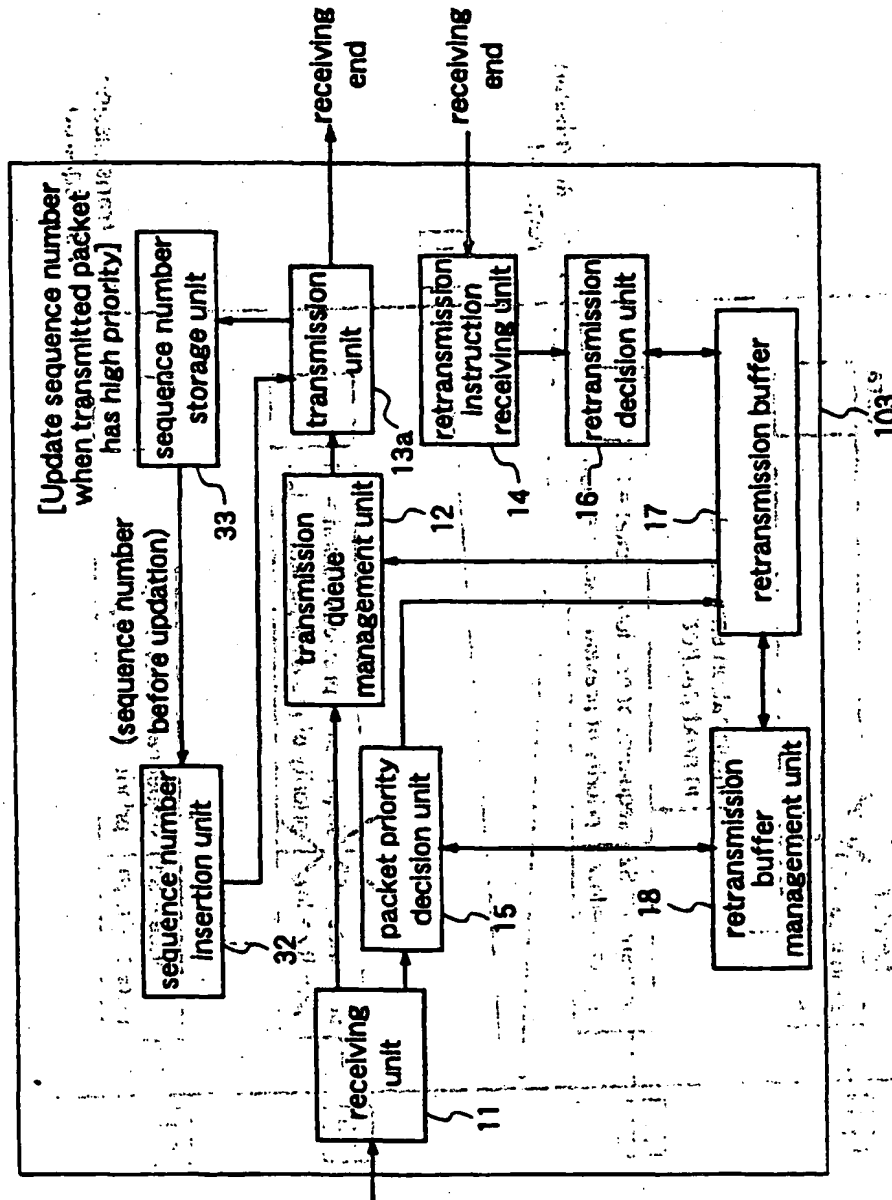 [Update sequence number
when transmitted packet
has high priority]
(sequence number
before updation)
sequence number
insertion unit
32
sequence number
storage unit
33
receiving
unit
11
transmission
queue
management unit
12
transmission
unit
13a
receiving
end
packet priority
decision unit
15
retransmission
instruction
receiving unit
14
receiving
end
retransmission
decision unit
16
retransmission
buffer
management unit
18
retransmission buffer
17
103